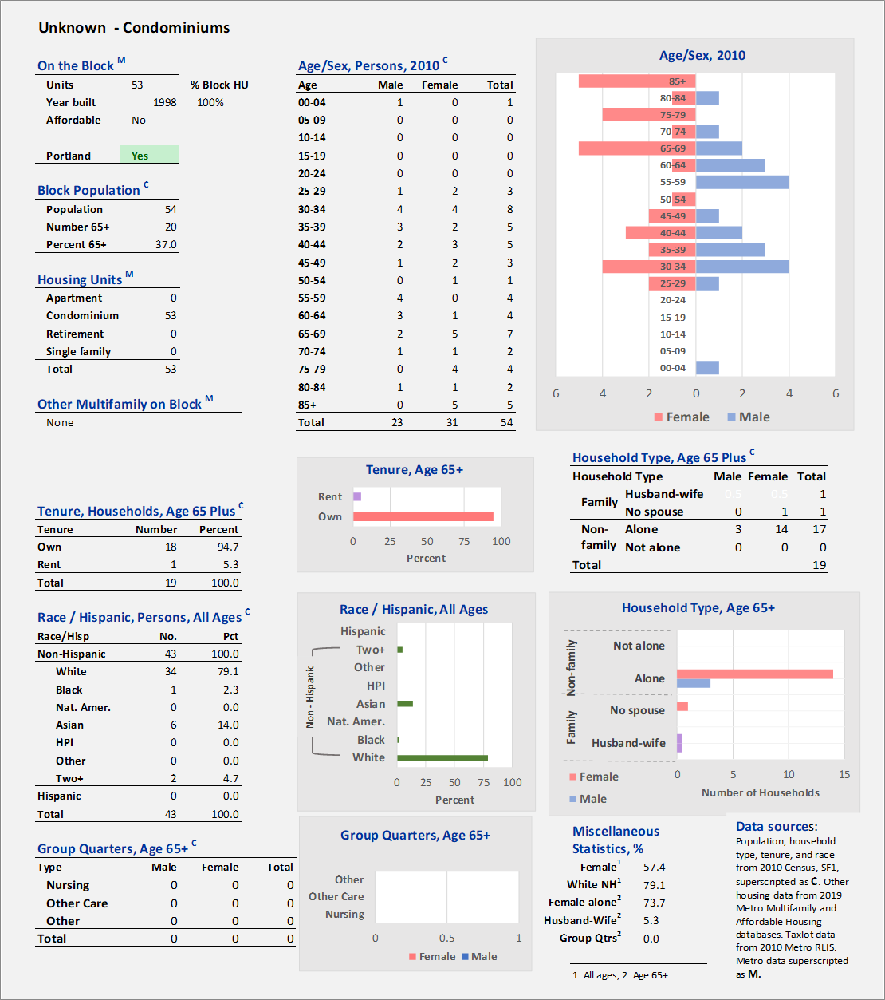 Unknown - Condominiums
On the Block M
Units 53 % Block HU
Year built 1998 100%
Affordable No
Portland Yes
Block Population C
Population 54
Number 65+ 20
Percent 65+ 37.0
Housing Units M
Apartment 0
Condominium 53
Retirement 0
Single family 0
Total 53
Other Multifamily on Block M
None
Age/Sex, Persons, 2010 C
Age Male Female Total
00-04 1 0 1
05-09 0 0 0
10-14 0 0 0
15-19 0 0 0
20-24 0 0 0
25-29 1 2 3
30-34 4 4 8
35-39 3 2 5
40-44 2 3 5
45-49 1 2 3
50-54 0 1 1
55-59 4 0 4
60-64 3 1 4
65-69 2 5 7
70-74 1 1 2
75-79 0 4 4
80-84 1 1 2
85+ 0 5 5
Total 23 31 54
Age/Sex, 2010
85+
80-84
75-79
70-74
65-69
60-64
55-59
50-54
45-49
40-44
35-39
30-34
25-29
20-24
15-19
10-14
05-09
00-04
6 4 2 0 2 4 6
Female Male
Tenure, Households, Age 65 Plus C
Tenure Number Percent
Own 18 94.7
Rent 1 5.3
Total 19 100.0
Tenure, Age 65+
Rent
Own
0 25 50 75 100
Percent
Household Type, Age 65 Plus C
Household Type Male Female Total
Family Husband-wife 0.5 0.5 1
No spouse 0 1 1
Non-family Alone 3 14 17
Not alone 0 0 0
Total 19
Race / Hispanic, Persons, All Ages C
Race/Hisp No. Pct
Non-Hispanic 43 100.0
White 34 79.1
Black 1 2.3
Nat. Amer. 0 0.0
Asian 6 14.0
HPI 0 0.0
Other 0 0.0
Two+ 2 4.7
Hispanic 0 0.0
Total 43 100.0
Race / Hispanic, All Ages
Hispanic
Two+
Other
HPI
Asian
Nat. Amer.
Black
White
Non - Hispanic
0 25 50 75 100
Percent
Household Type, Age 65+
Non-family
Not alone
Alone
Family
No spouse
Husband-wife
0 5 10 15
Number of Households
Female
Male
Group Quarters, Age 65+ C
Type Male Female Total
Nursing 0 0 0
Other Care 0 0 0
Other 0 0 0
Total 0 0 0
Group Quarters, Age 65+
Other
Other Care
Nursing
0 0.5 1
Female Male
Miscellaneous
Statistics, %
Female1 57.4
White NH1 79.1
Female alone2 73.7
Husband-Wife2 5.3
Group Qtrs2 0.0
1. All ages, 2. Age 65+
Data sources:
Population, household
type, tenure, and race
from 2010 Census, SF1,
superscripted as C. Other
housing data from 2019
Metro Multifamily and
Affordable Housing
databases. Taxlot data
from 2010 Metro RLIS.
Metro data superscripted
as M.